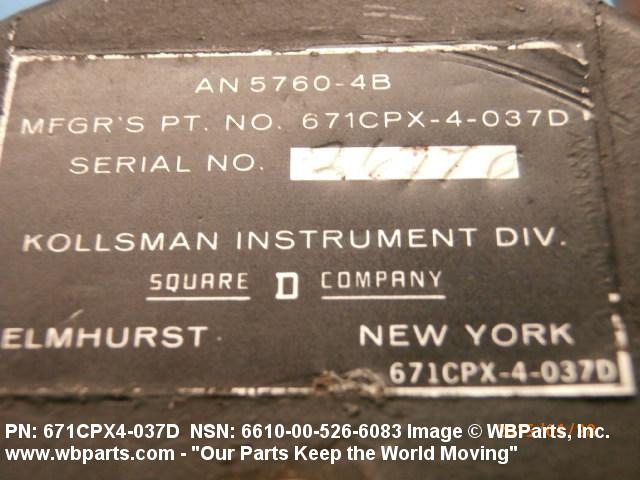 AN 5760-4B
MFGR'S PT. NO. 671CPX-4-037D
SERIAL NO.
KOLLSMAN INSTRUMENT DIV.
SQUARE D COMPANY
ELMHURST NEW YORK
671CPX-4-037D
PN: 671CPX4-037D NSN: 6610-00-526-6083 Image © WBParts, Inc.
www.wbparts.com - "Our Parts Keep the World Moving"